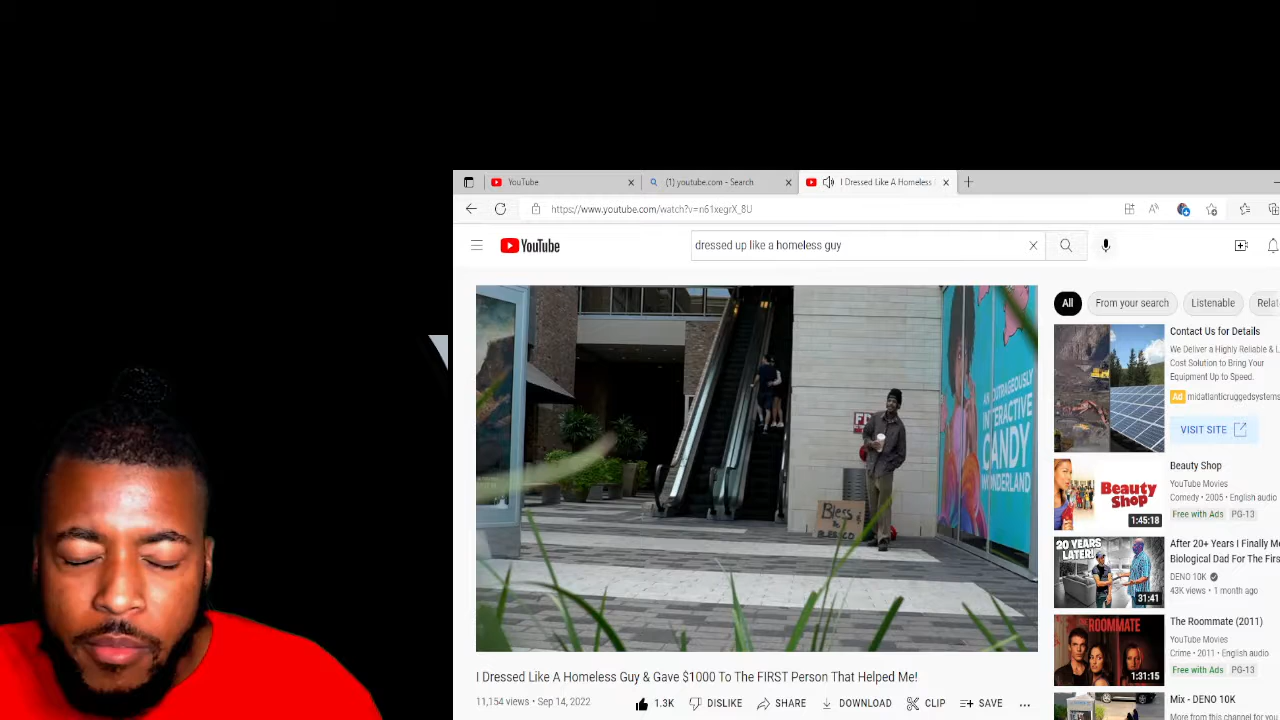 YouTube
(1) youtube.com - Search
I Dressed Like A Homeless
https://www.youtube.com/watch?v=n61xegrX_8U
YouTube
dressed up like a homeless guy
All
From your search
Listenable
Relat
AN OUTRAGEOUSLY
INTERACTIVE
CANDY
WONDERLAND
Bless
Contact Us for Details
We Deliver a Highly Reliable & L
Cost Solution to Bring Your
Equipment Up to Speed.
Ad midatlanticruggedsystems
VISIT SITE
Beauty
Shop
1:45:18
Beauty Shop
YouTube Movies
Comedy • 2005 • English audio
Free with Ads PG-13
20 YEARS
LATER!
31:41
After 20+ Years I Finally Me
Biological Dad For The Firs
DENO 10K
43K views • 1 month ago
ROOMMATE
1:31:15
The Roommate (2011)
YouTube Movies
Crime • 2011 • English audio
Free with Ads PG-13
Mix - DENO 10K
More from this channel for you
I Dressed Like A Homeless Guy & Gave $1000 To The FIRST Person That Helped Me!
11,154 views • Sep 14, 2022
1.3K
DISLIKE
SHARE
DOWNLOAD
CLIP
SAVE